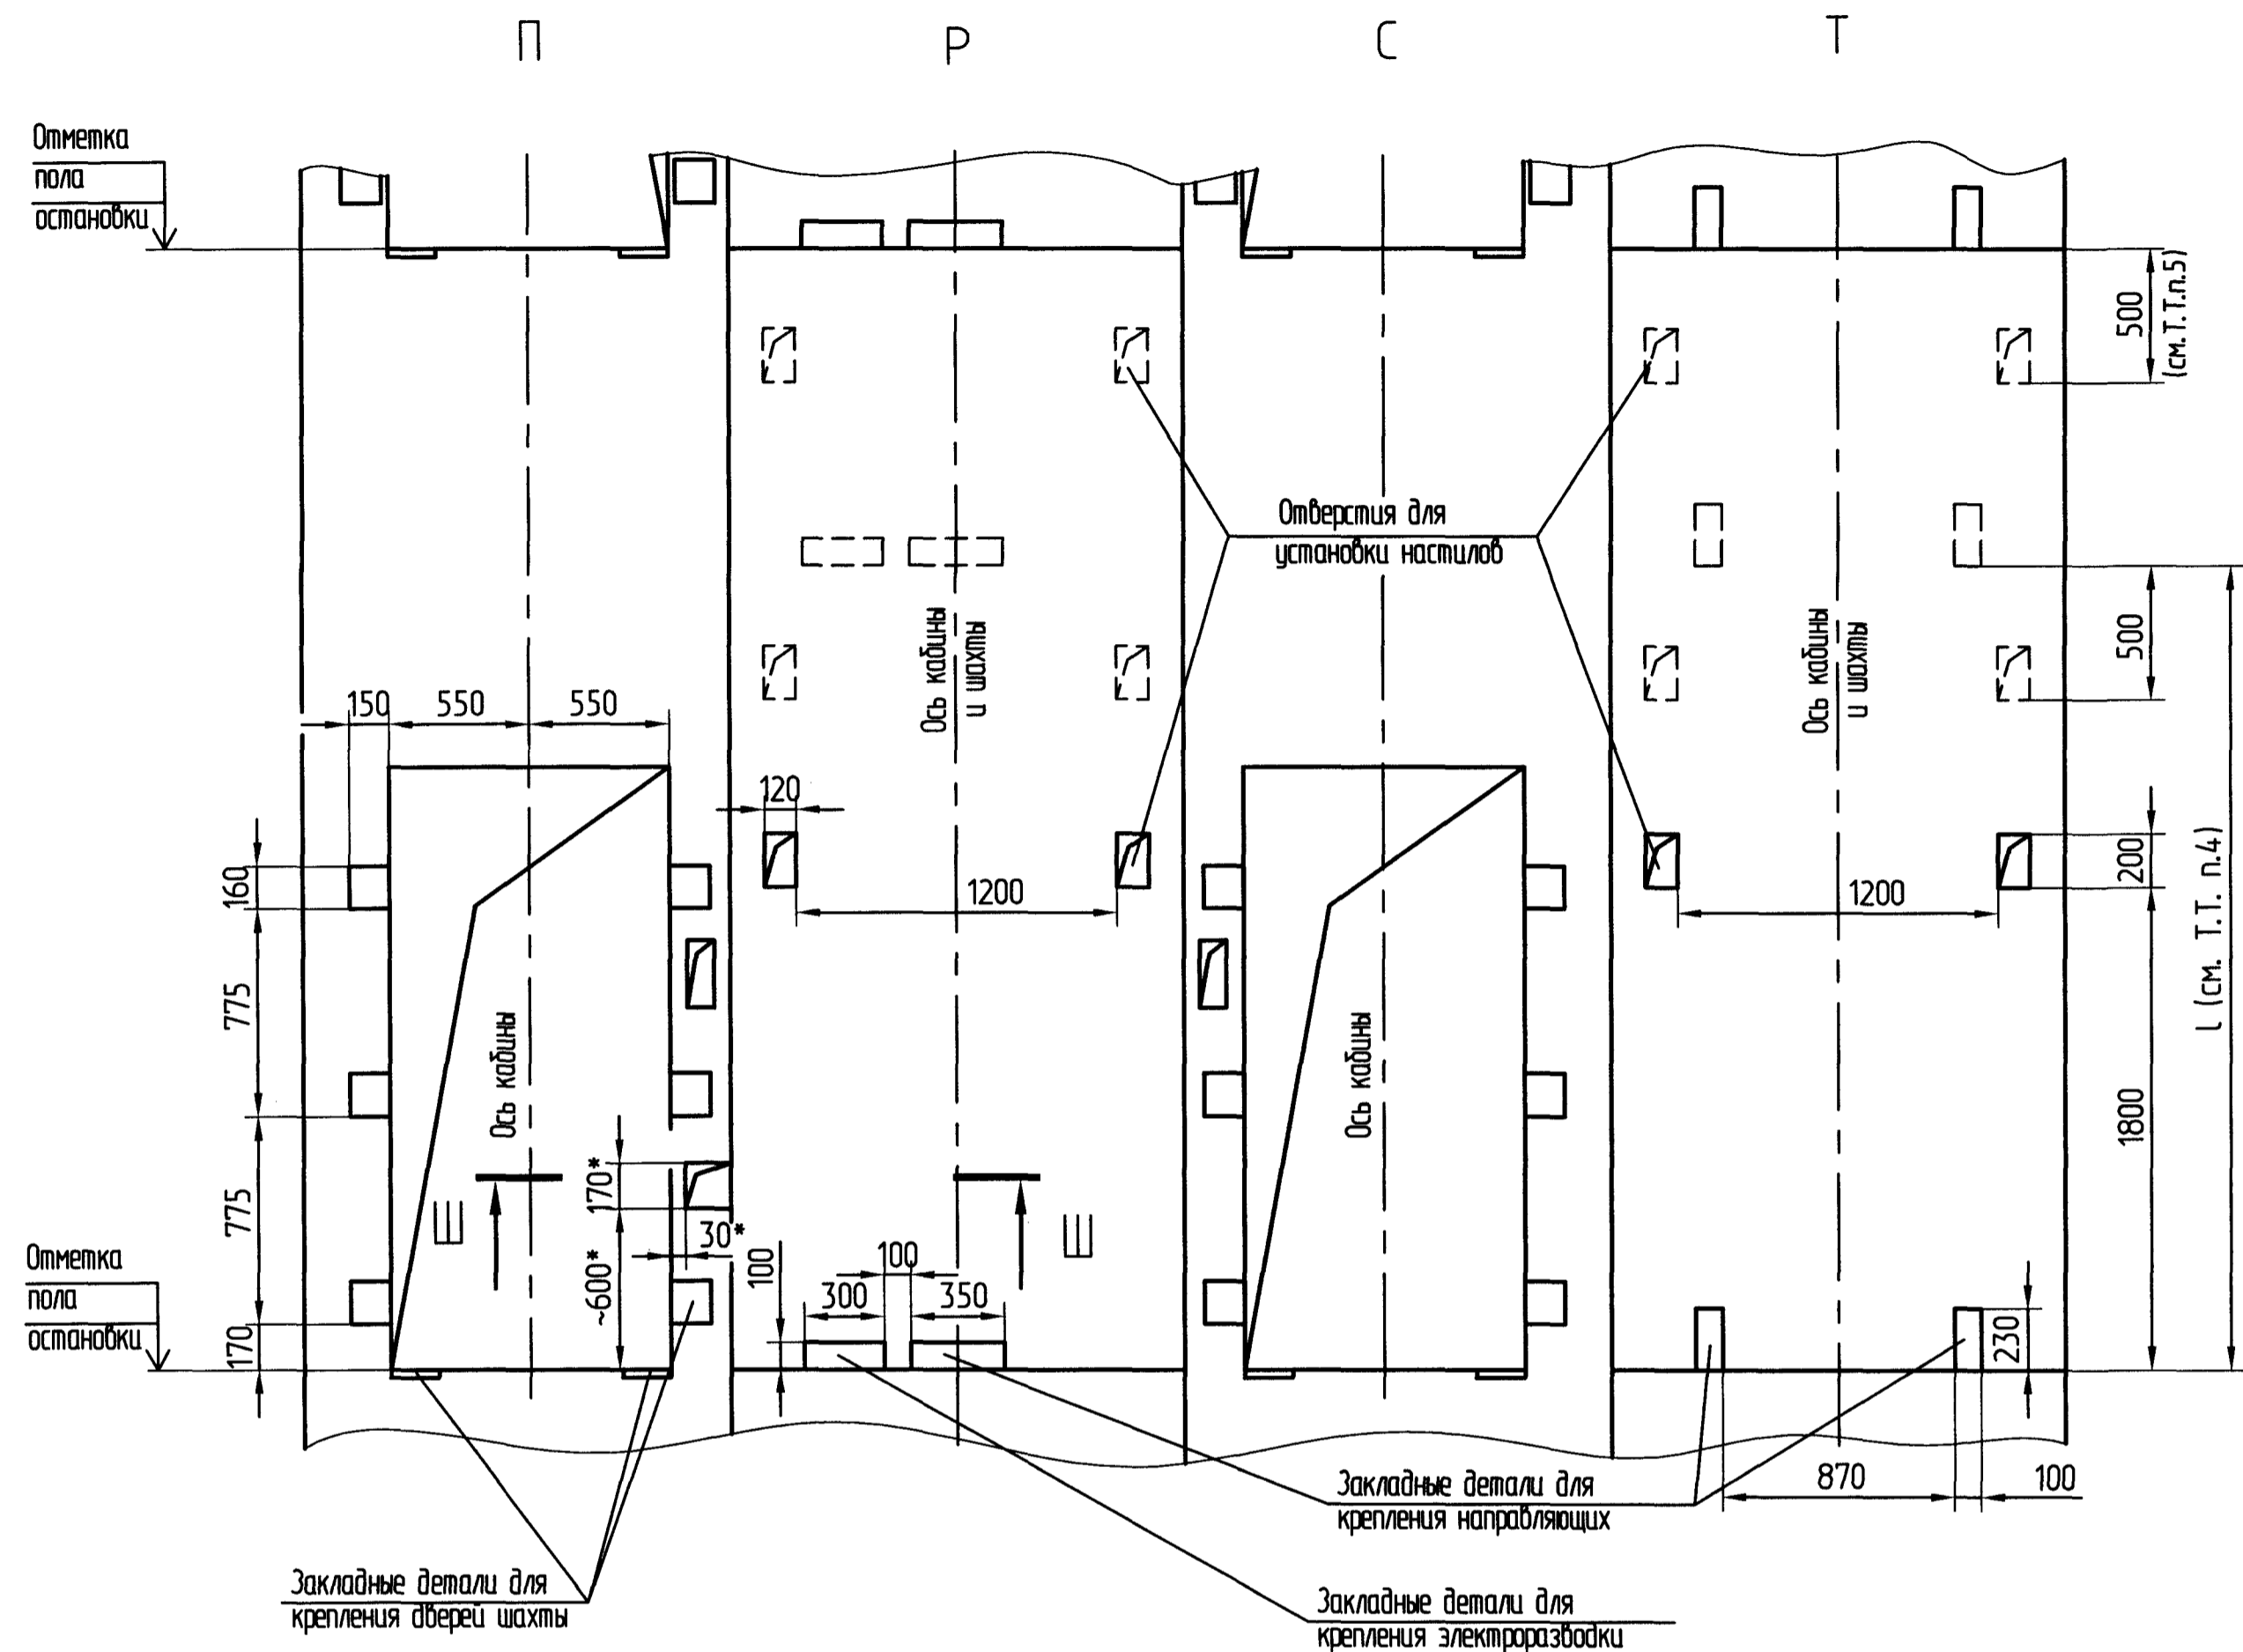 П
Р
С
Т
Отметка
пола
остановки
500
(см.Т.Т.п.5)
Отверстия для
установки настилов
Ось кабины
и шахты
Ось кабины
и шахты
500
150
550
550
120
160
1200
1200
200
l (см. Т.Т. п.4)
775
Ось кабины
Ось кабины
1800
170*
775
Ш
30*
Ш
~600*
100
100
Отметка
пола
остановки
300
350
230
170
870
100
Закладные детали для
крепления направляющих
Закладные детали для
крепления дверей шахты
Закладные детали для
крепления электроразводки